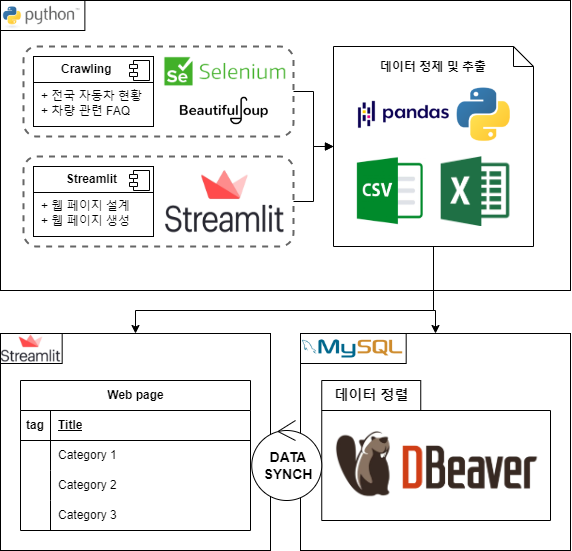 python™
Crawling
+ 전국 자동차 현황
+ 차량 관련 FAQ
Se Selenium
BeautifulSoup
Streamlit
+ 웹 페이지 설계
+ 웹 페이지 생성
Streamlit
데이터 정제 및 추출
pandas
CSV
X
Streamlit
Web page
tag Title
Category 1
Category 2
Category 3
DATA
SYNCH
MySQL
데이터 정렬
DBeaver